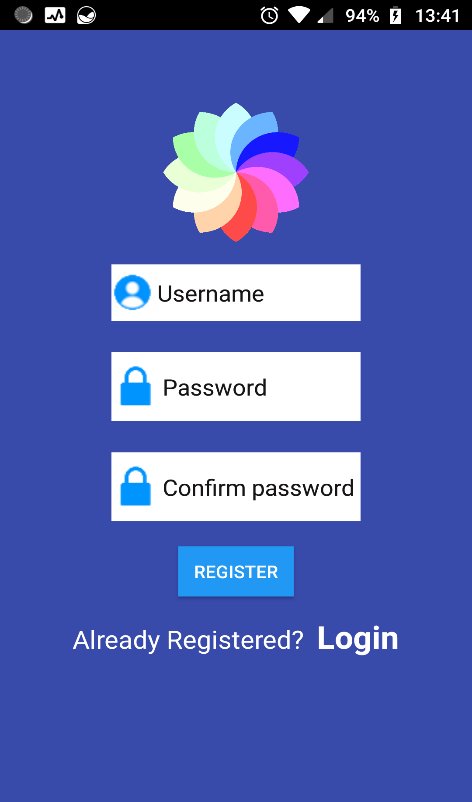 94% 13:41
Username
Password
Confirm password
REGISTER
Already Registered? Login